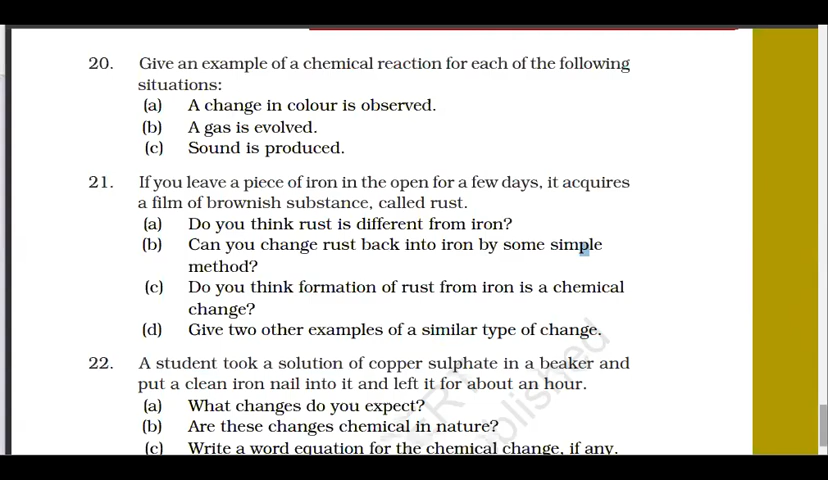 20. Give an example of a chemical reaction for each of the following
situations:
(a) A change in colour is observed.
(b) A gas is evolved.
(c) Sound is produced.
21. If you leave a piece of iron in the open for a few days, it acquires
a film of brownish substance, called rust.
(a) Do you think rust is different from iron?
(b) Can you change rust back into iron by some simple
method?
(c) Do you think formation of rust from iron is a chemical
change?
(d) Give two other examples of a similar type of change.
22. A student took a solution of copper sulphate in a beaker and
put a clean iron nail into it and left it for about an hour.
(a) What changes do you expect?
(b) Are these changes chemical in nature?
(c) Write a word equation for the chemical change, if any.